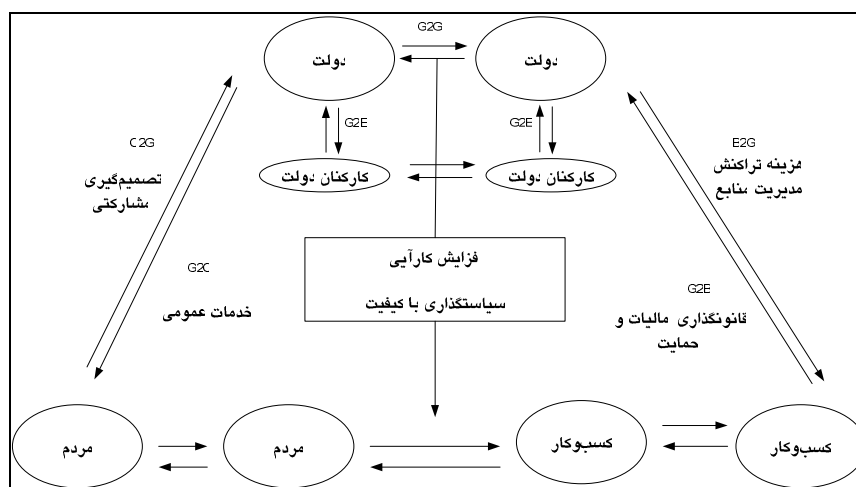 G2G
دولت
دولت
G2E
G2E
کارکنان دولت
کارکنان دولت
C2G
تصمیم‌گیری
مشارکتی
E2G
هزینه تراکنش
مدیریت منابع
فزایش کارآیی
سیاستگذاری با کیفیت
G2C
خدمات عمومی
G2E
قانونگذاری مالیات و
حمایت
مردم
مردم
کسب‌وکار
کسب‌وکار